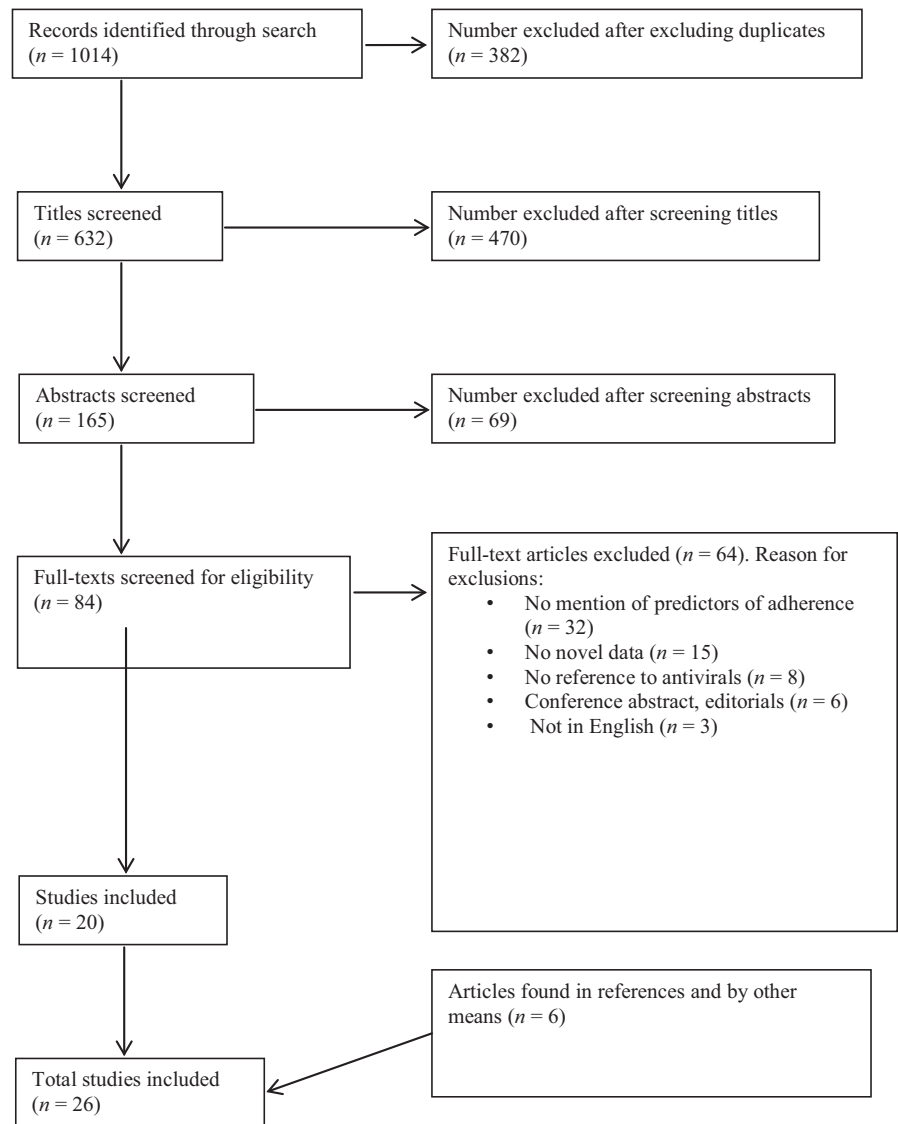 Records identified through search
(n = 1014)
Number excluded after excluding duplicates
(n = 382)
Titles screened
(n = 632)
Number excluded after screening titles
(n = 470)
Abstracts screened
(n = 165)
Number excluded after screening abstracts
(n = 69)
Full-texts screened for eligibility
(n = 84)
Full-text articles excluded (n = 64). Reason for
exclusions:
• No mention of predictors of adherence
(n = 32)
• No novel data (n = 15)
• No reference to antivirals (n = 8)
• Conference abstract, editorials (n = 6)
• Not in English (n = 3)
Studies included
(n = 20)
Articles found in references and by other
means (n = 6)
Total studies included
(n = 26)